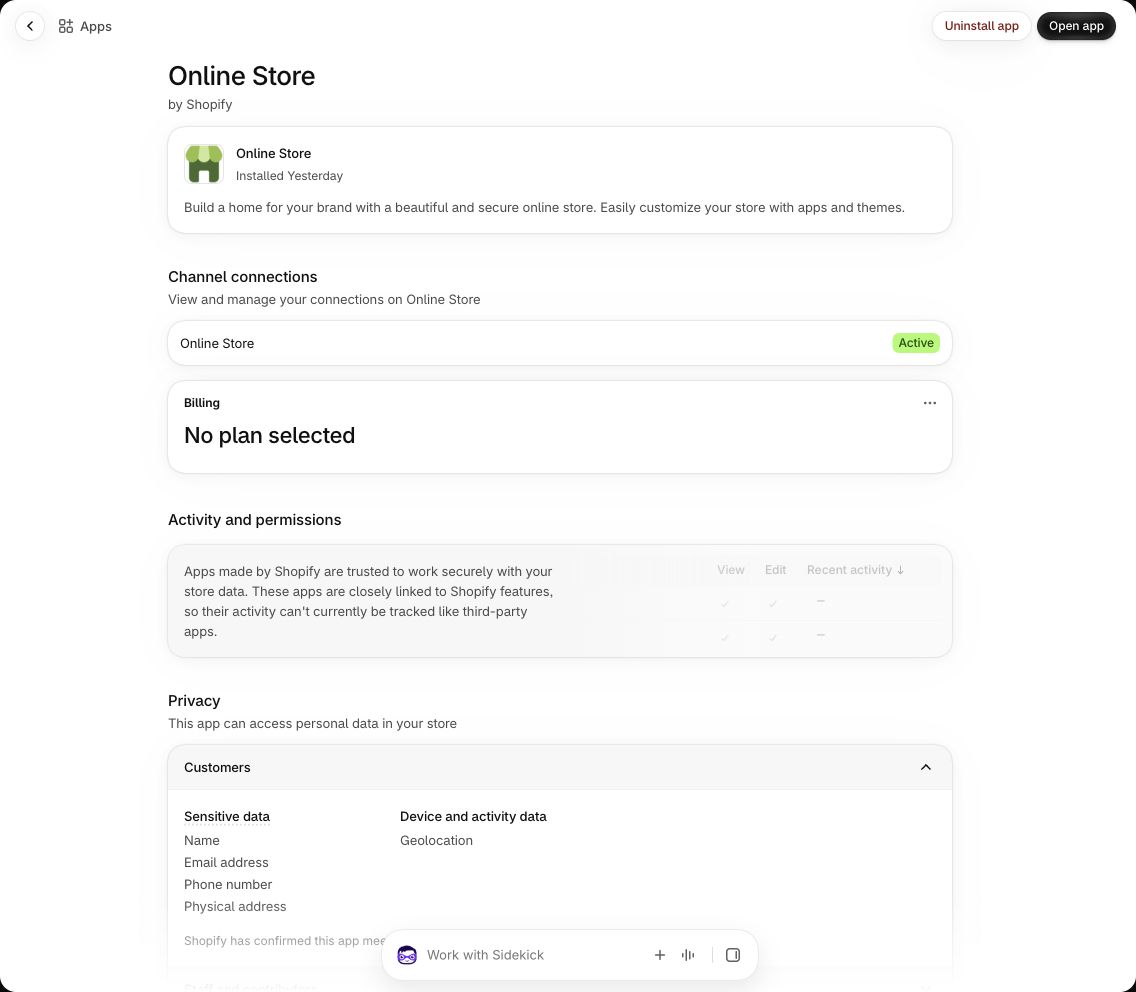 Apps
Uninstall app
Open app
Online Store
by Shopify
Online Store
Installed Yesterday
Build a home for your brand with a beautiful and secure online store. Easily customize your store with apps and themes.
Channel connections
View and manage your connections on Online Store
Online Store
Active
Billing
No plan selected
Activity and permissions
Apps made by Shopify are trusted to work securely with your
store data. These apps are closely linked to Shopify features,
so their activity can't currently be tracked like third-party
apps.
View Edit Recent activity ↓
Privacy
This app can access personal data in your store
Customers
Sensitive data
Name
Email address
Phone number
Physical address
Device and activity data
Geolocation
Shopify has confirmed this app
Work with Sidekick
Staff and contributors